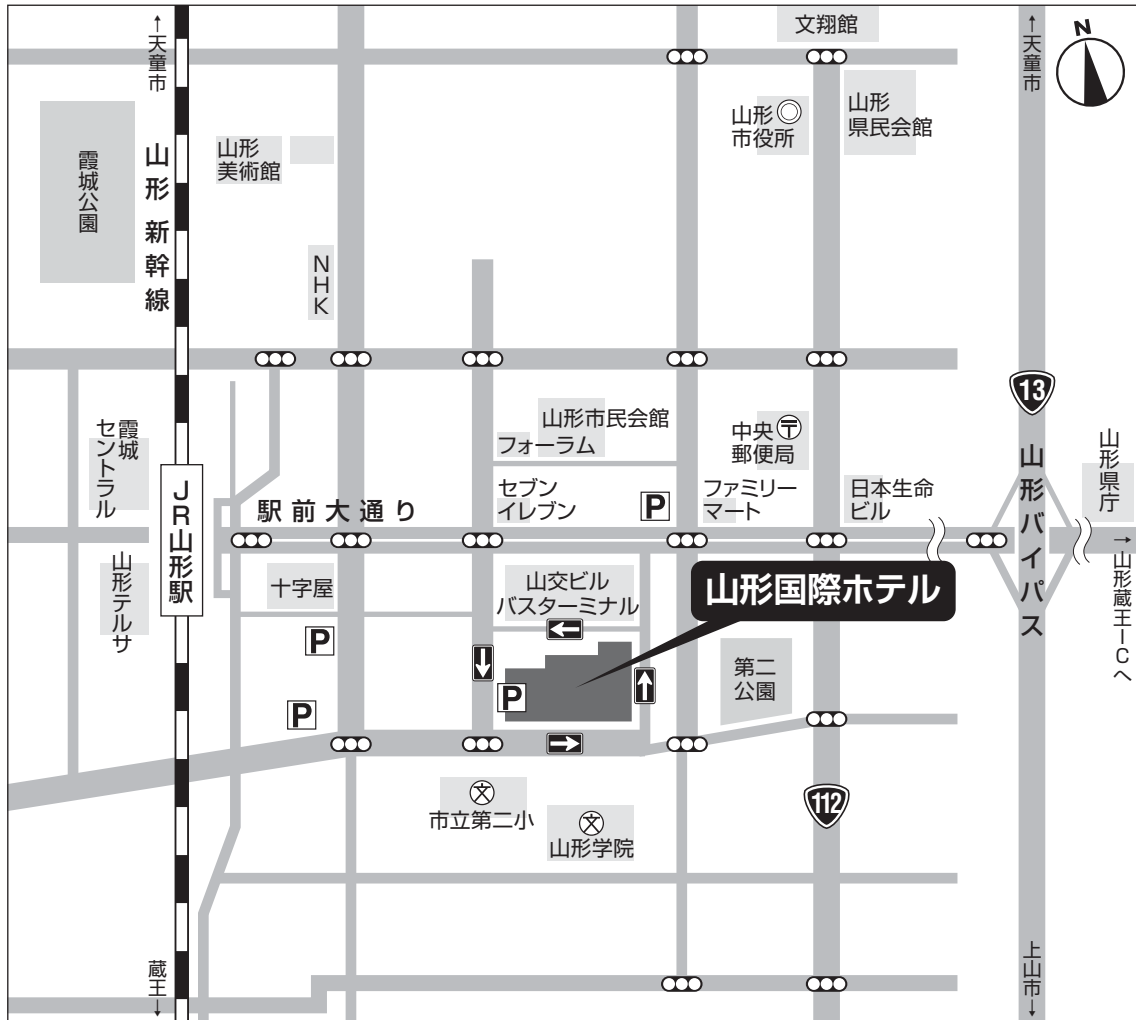 文翔館
N
↑天童市
↑天童市
山形
市役所
山形
県民会館
山形
美術館
霞城公園
山形新幹線
NHK
13
山形市民会館
フォーラム
中央
郵便局
霞城
セントラル
JR山形駅
駅前大通り
セブン
イレブン
P
ファミリー
マート
日本生命
ビル
山形バイパス
山形県庁
山形テルサ
十字屋
山交ビル
バスターミナル
山形国際ホテル
→山形蔵王ICへ
P
P
P
第二
公園
市立第二小
文
山形学院
文
112
蔵王↓
上山市↓